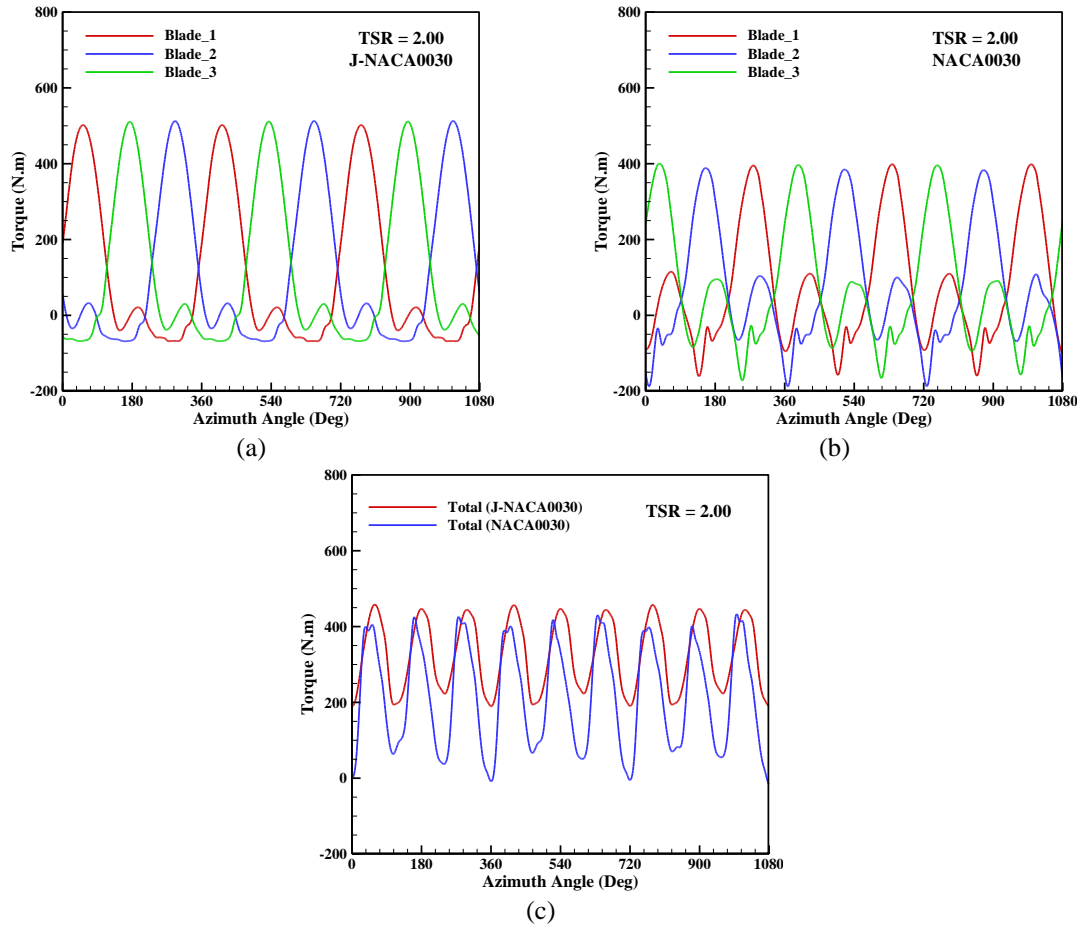 800
600
400
200
0
-200
Torque (N.m)
0 180 360 540 720 900 1080
Azimuth Angle (Deg)
Blade_1
Blade_2
Blade_3
TSR = 2.00
J-NACA0030
(a)
800
600
400
200
0
-200
Torque (N.m)
0 180 360 540 720 900 1080
Azimuth Angle (Deg)
Blade_1
Blade_2
Blade_3
TSR = 2.00
NACA0030
(b)
800
600
400
200
0
-200
Torque (N.m)
0 180 360 540 720 900 1080
Azimuth Angle (Deg)
Total (J-NACA0030)
Total (NACA0030)
TSR = 2.00
(c)